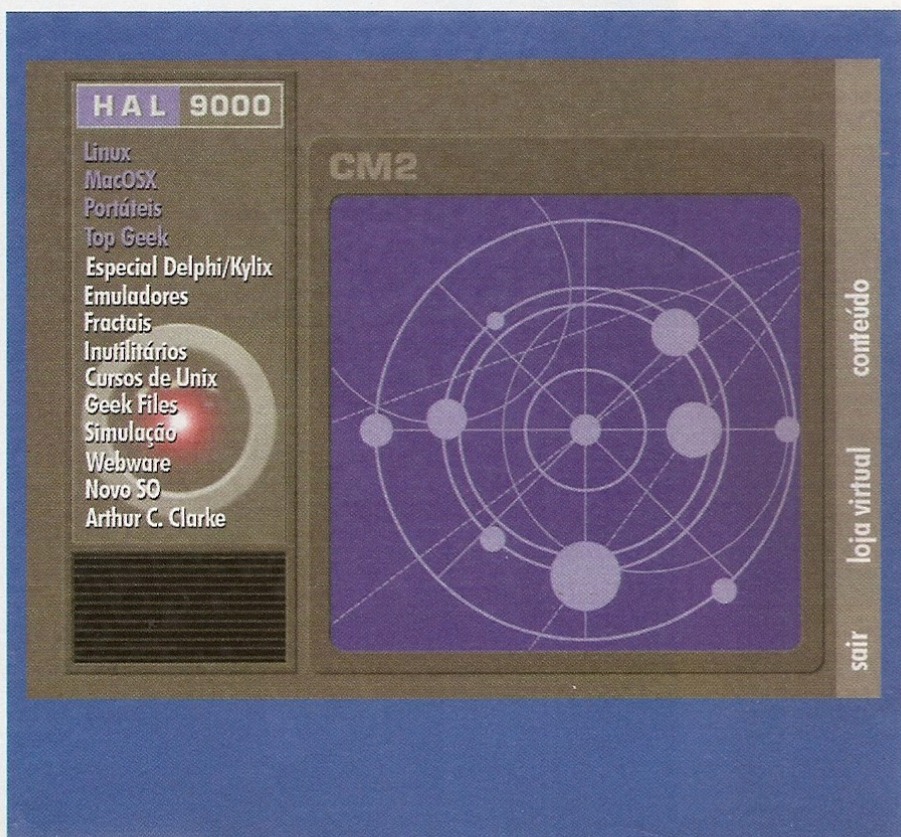 HAL 9000
Linux
MacOSX
Portáteis
Top Geek
Especial Delphi/Kylix
Emuladores
Fractais
Inutilitários
Cursos de Unix
Geek Files
Simulação
Webware
Novo SO
Arthur C. Clarke
CM2
conteúdo
loja virtual
sair